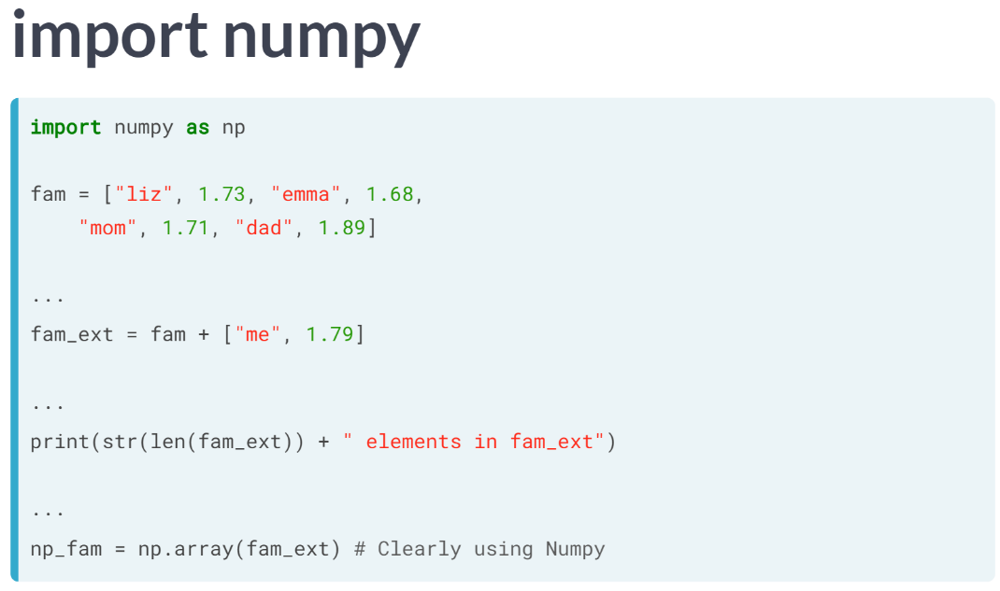 import numpy
import numpy as np
fam = ["liz", 1.73, "emma", 1.68,
    "mom", 1.71, "dad", 1.89]
...
fam_ext = fam + ["me", 1.79]
...
print(str(len(fam_ext)) + " elements in fam_ext")
...
np_fam = np.array(fam_ext) # Clearly using Numpy